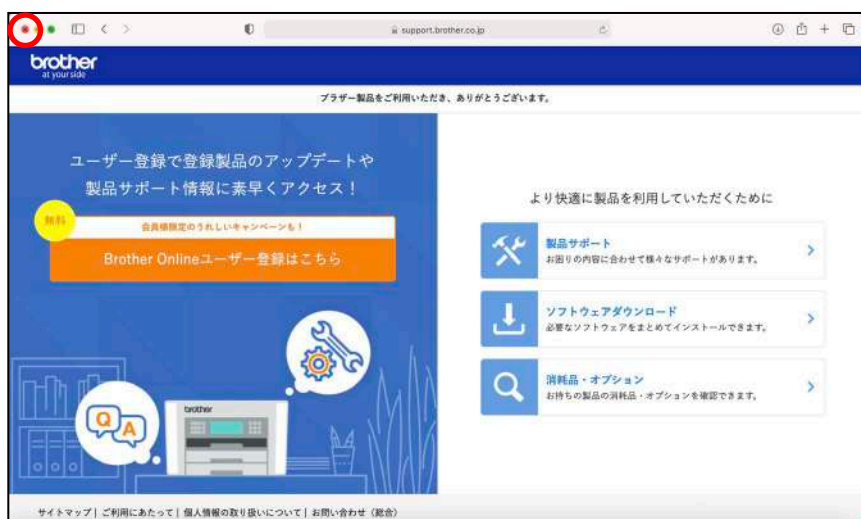 support.brother.co.jp
brother
at your side
ブラザー製品をご利用いただき、ありがとうございます。
ユーザー登録で登録製品のアップデートや
製品サポート情報に素早くアクセス！
無料
会員様限定のうれしいキャンペーンも！
Brother Onlineユーザー登録はこちら
Q
A
brother
より快適に製品を利用していただくために
製品サポート
お困りの内容に合わせて様々なサポートがあります。
ソフトウェアダウンロード
必要なソフトウェアをまとめてインストールできます。
消耗品・オプション
お持ちの製品の消耗品・オプションを確認できます。
サイトマップ| ご利用にあたって| 個人情報の取り扱いについて| お問い合わせ（総合）